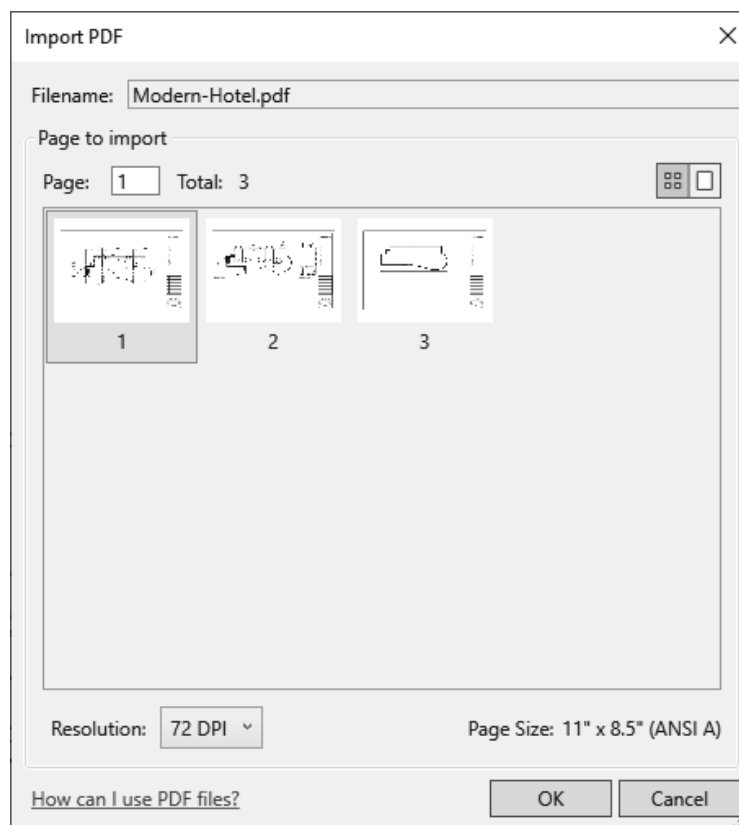 Import PDF
Filename: Modern-Hotel.pdf
Page to import
Page: 1 Total: 3
1 2 3
Resolution: 72 DPI Page Size: 11" x 8.5" (ANSI A)
How can I use PDF files? OK Cancel